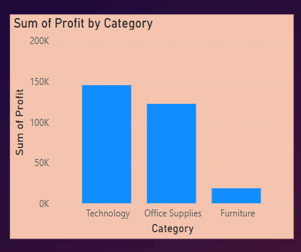 Sum of Profit by Category
200K
150K
100K
50K
0K
Sum of Profit
Technology
Office Supplies
Furniture
Category